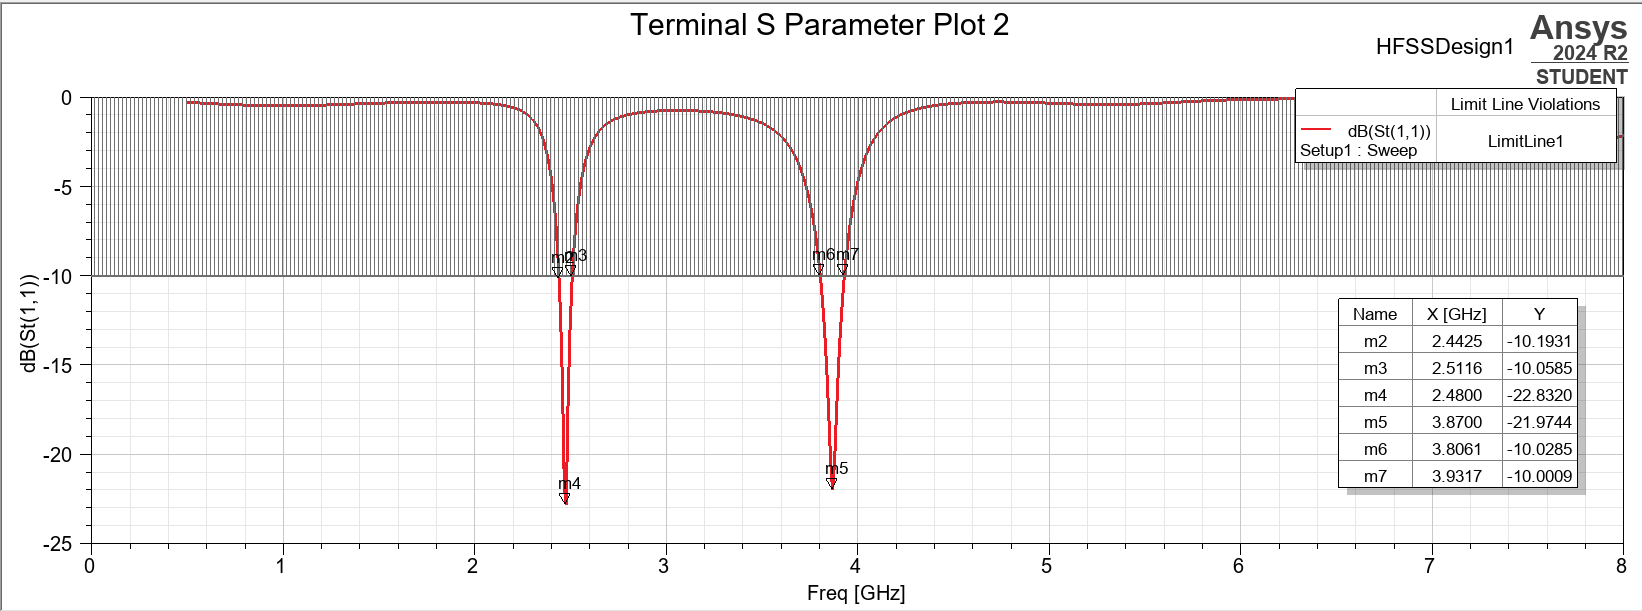 Terminal S Parameter Plot 2
HFSSDesign1
Ansys
2024 R2
STUDENT
Limit Line Violations
dB(St(1,1))
Setup1 : Sweep
LimitLine1
0
-5
-10
-15
-20
-25
dB(St(1,1))
m2
m3
m6
m7
m4
m5
Name X [GHz] Y
m2 2.4425 -10.1931
m3 2.5116 -10.0585
m4 2.4800 -22.8320
m5 3.8700 -21.9744
m6 3.8061 -10.0285
m7 3.9317 -10.0009
0 1 2 3 4 5 6 7 8
Freq [GHz]